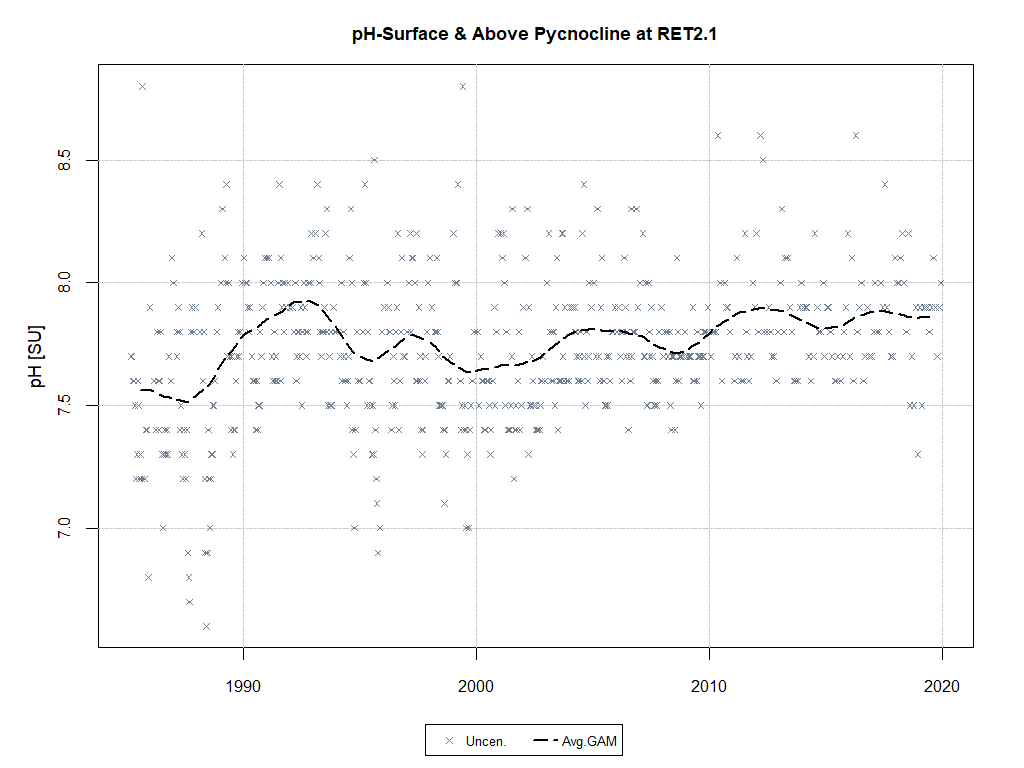 pH-Surface & Above Pycnocline at RET2.1
pH [SU]
8.5
8.0
7.5
7.0
1990 2000 2010 2020
Uncen. Avg.GAM